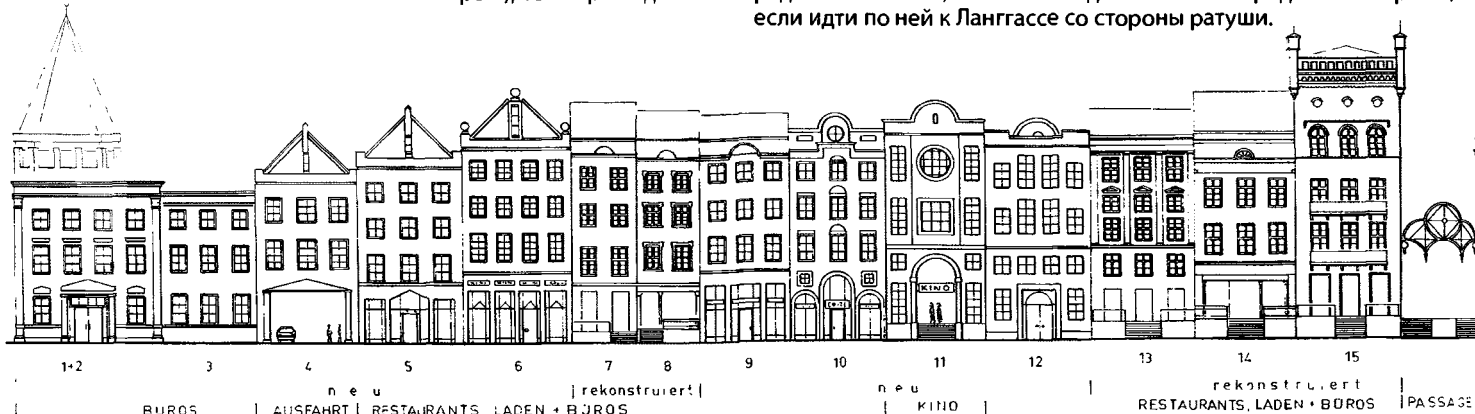 если идти по ней к Ланггассе со стороны ратуши.
KINO
1+2 3 4 5 6 7 8 9 10 11 12 13 14 15
neu rekonstruiert neu rekonstruiert
BÜROS AUSFAHRT RESTAURANTS, LADEN + BÜROS KINO RESTAURANTS, LADEN + BÜROS PASSAGE